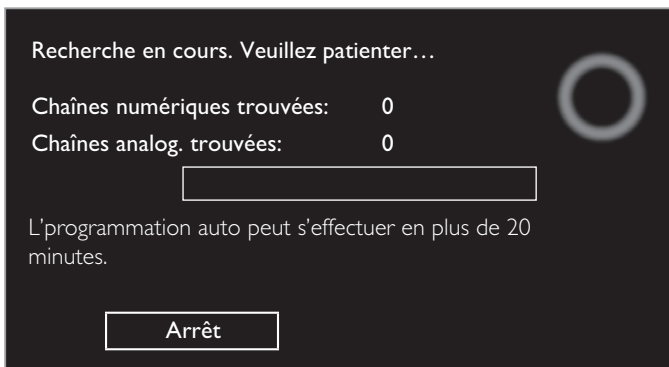 Recherche en cours. Veuillez patienter…
Chaînes numériques trouvées: 0
Chaînes analog. trouvées: 0
L'programmation auto peut s'effectuer en plus de 20
minutes.
Arrêt